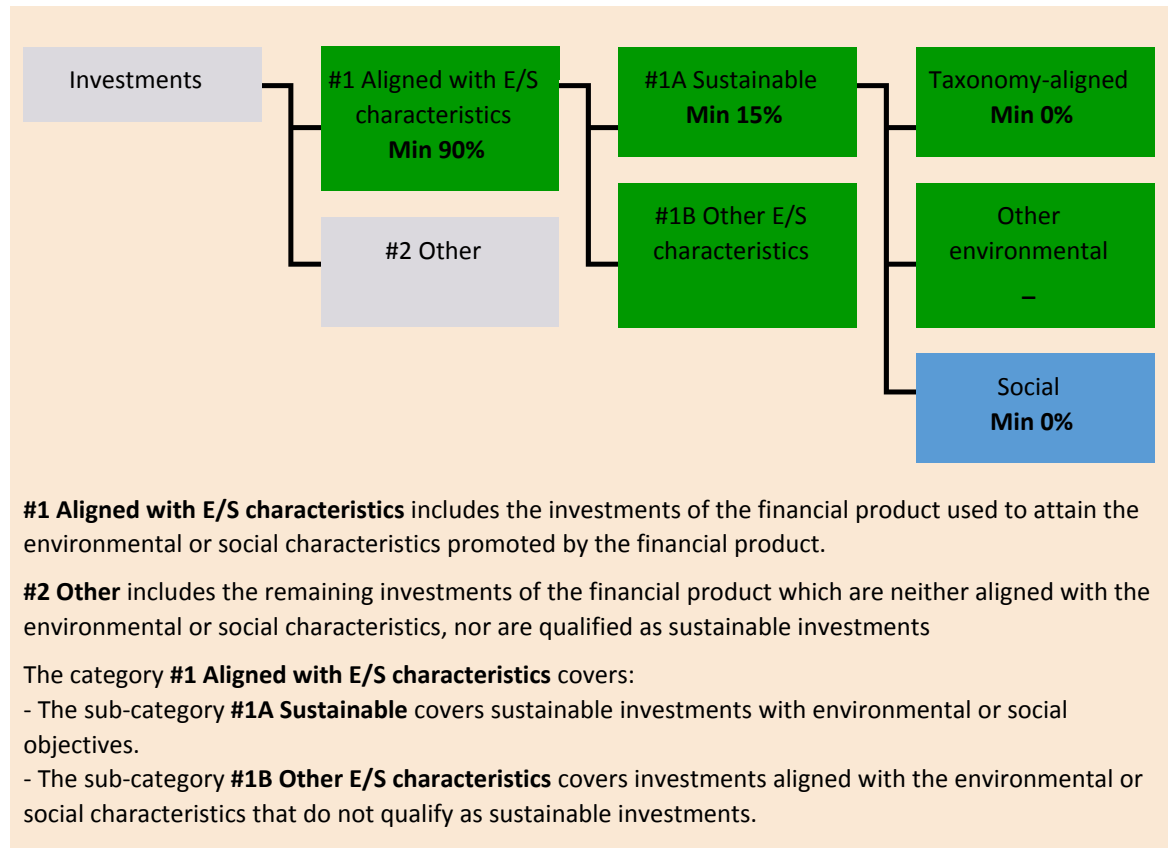 Investments
#1 Aligned with E/S
characteristics
Min 90%
#2 Other
#1A Sustainable
Min 15%
#1B Other E/S
characteristics
Taxonomy-aligned
Min 0%
Other
environmental
–
Social
Min 0%
#1 Aligned with E/S characteristics includes the investments of the financial product used to attain the
environmental or social characteristics promoted by the financial product.
#2 Other includes the remaining investments of the financial product which are neither aligned with the
environmental or social characteristics, nor are qualified as sustainable investments
The category #1 Aligned with E/S characteristics covers:
- The sub-category #1A Sustainable covers sustainable investments with environmental or social
objectives.
- The sub-category #1B Other E/S characteristics covers investments aligned with the environmental or
social characteristics that do not qualify as sustainable investments.